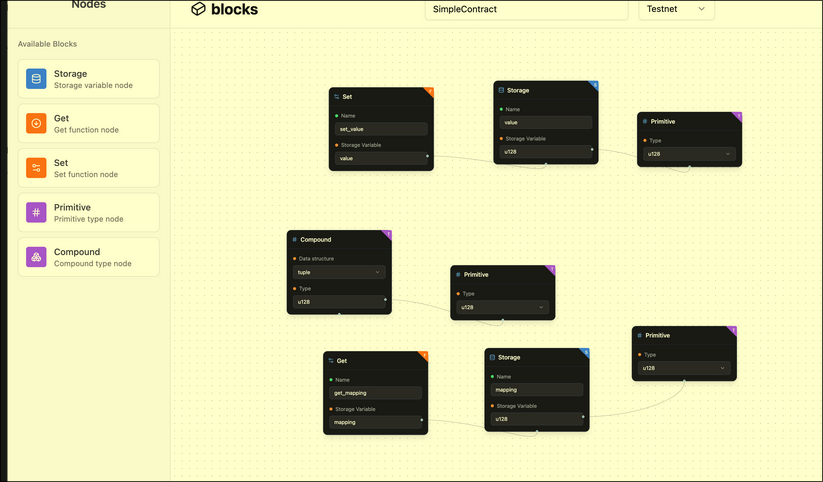 Nodes
blocks
SimpleContract
Testnet
Available Blocks
Storage
Storage variable node
Get
Get function node
Set
Set function node
Primitive
Primitive type node
Compound
Compound type node
Set
Name
set_value
Storage Variable
value
Storage
Name
value
Storage Variable
u128
Primitive
Type
u128
Compound
Data structure
tuple
Type
u128
Primitive
Type
u128
Get
Name
get_mapping
Storage Variable
mapping
Storage
Name
mapping
Storage Variable
u128
Primitive
Type
u128